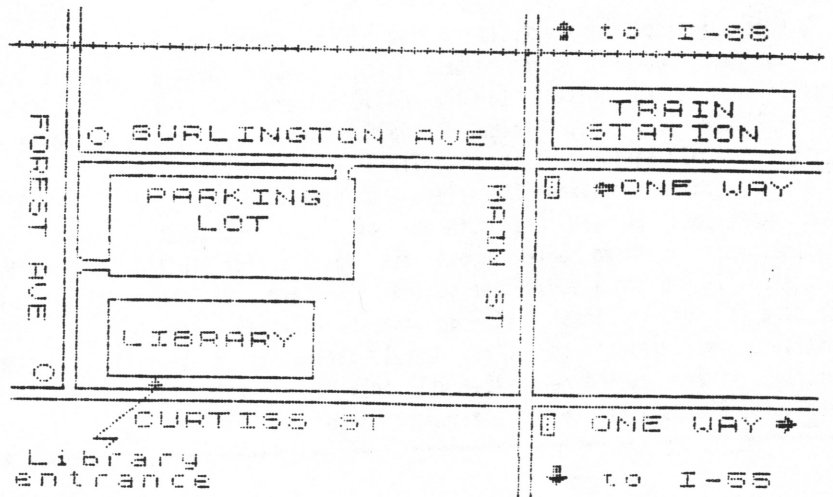 to I-88
TRAIN
STATION
BURLINGTON AVE
FOREST AVE
PARKING
LOT
MAIN ST
ONE WAY
LIBRARY
CURTISS ST
ONE WAY
Library
entrance
to I-55